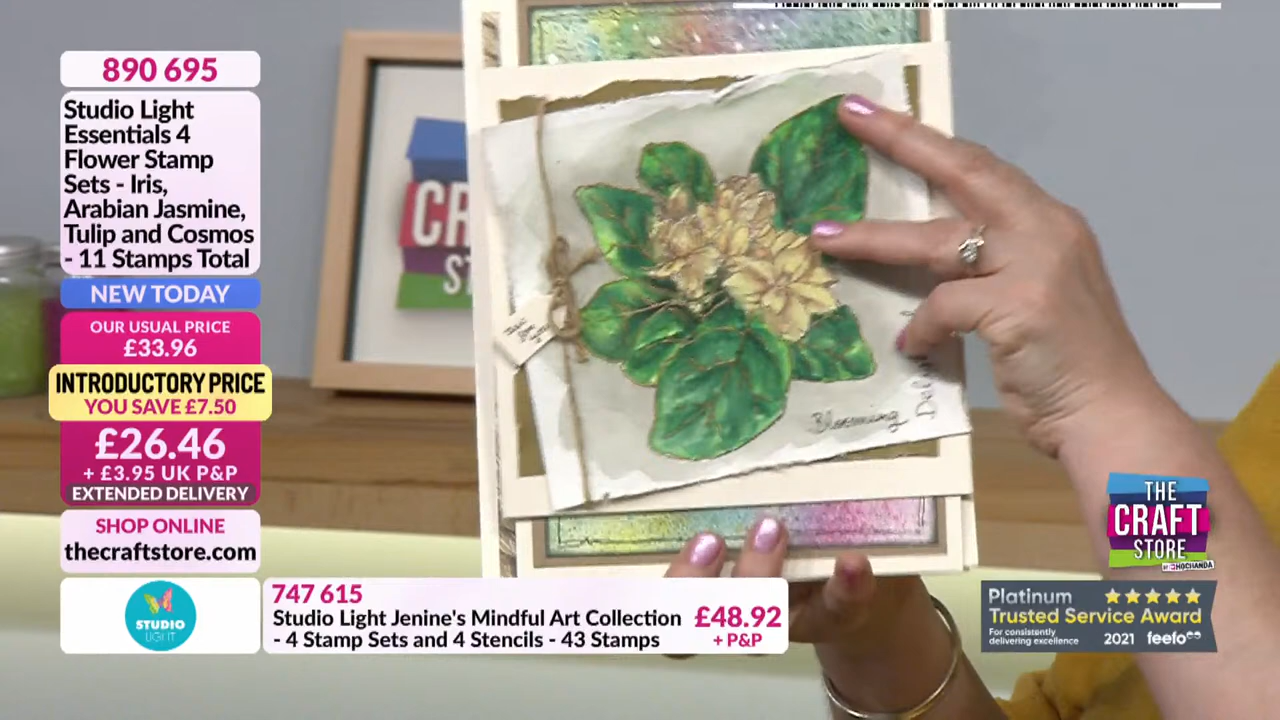 890 695
Studio Light
Essentials 4
Flower Stamp
Sets - Iris,
Arabian Jasmine,
Tulip and Cosmos
- 11 Stamps Total
NEW TODAY
OUR USUAL PRICE
£33.96
INTRODUCTORY PRICE
YOU SAVE £7.50
£26.46
+ £3.95 UK P&P
EXTENDED DELIVERY
SHOP ONLINE
thecraftstore.com
STUDIO
LIGHT
747 615
Studio Light Jenine's Mindful Art Collection
- 4 Stamp Sets and 4 Stencils - 43 Stamps
£48.92
+ P&P
Blooming
THE
CRAFT
STORE
BY HOCHANDA
Platinum
Trusted Service Award
For consistently
delivering excellence
2021 feefo